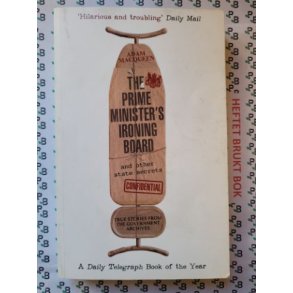 'Hilarious and troubling' Daily Mail
ADAM
MACQUEEN
THE
PRIME
MINISTER'S
IRONING
BOARD
and other
state secrets
CONFIDENTIAL
TRUE STORIES FROM
THE GOVERNMENT
ARCHIVES
A Daily Telegraph Book of the Year
HEFTET BRUKT BOK